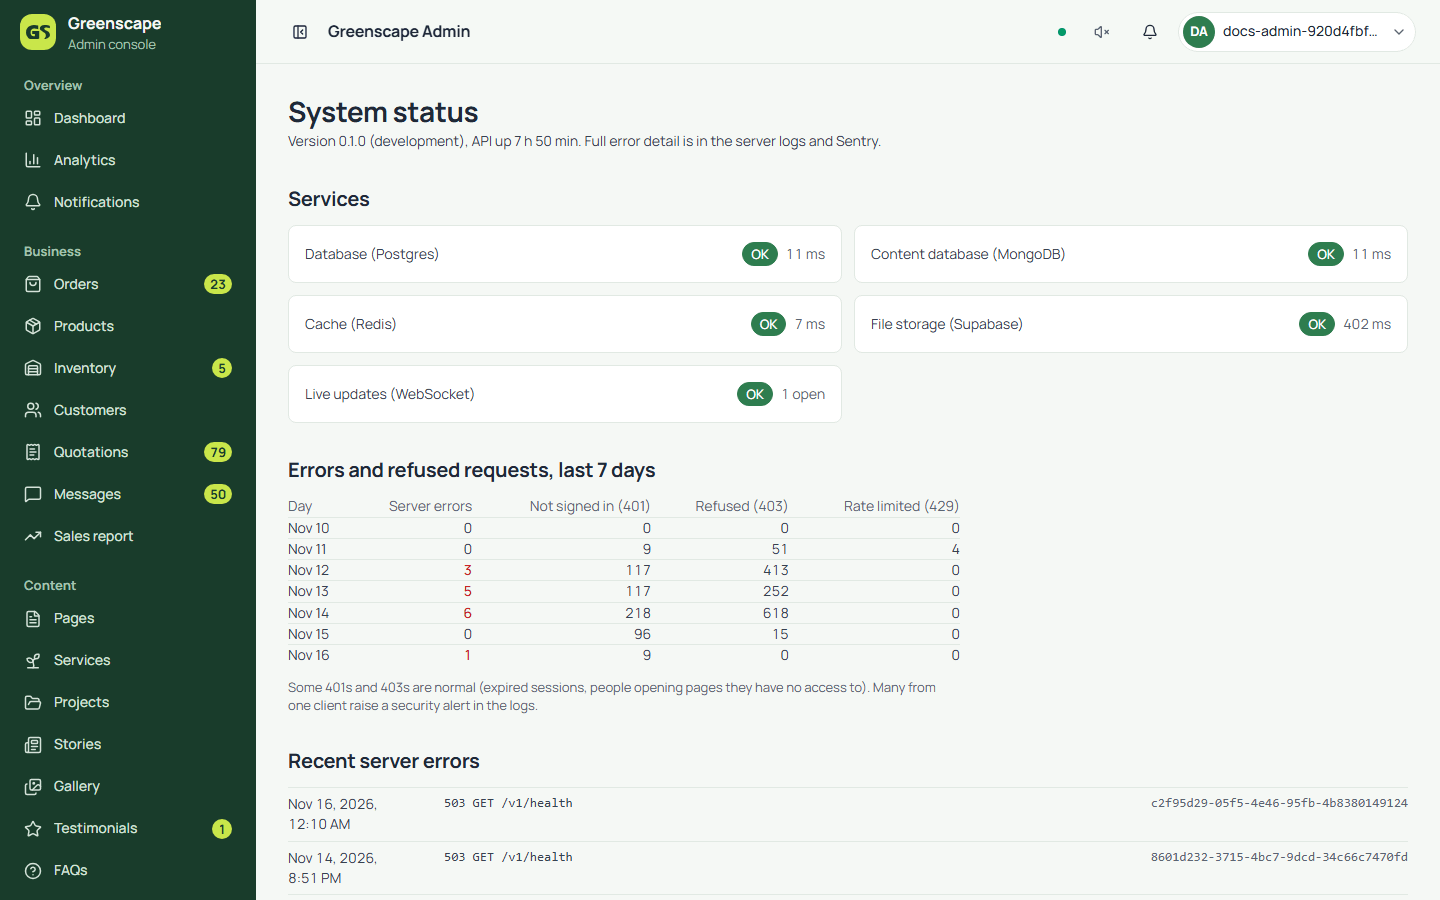 GS
Greenscape
Admin console
Overview
Dashboard
Analytics
Notifications
Business
Orders 23
Products
Inventory 5
Customers
Quotations 79
Messages 50
Sales report
Content
Pages
Services
Projects
Stories
Gallery
Testimonials 1
FAQs
Greenscape Admin
DA docs-admin-920d4fbf...
System status
Version 0.1.0 (development), API up 7 h 50 min. Full error detail is in the server logs and Sentry.
Services
Database (Postgres) OK 11 ms
Content database (MongoDB) OK 11 ms
Cache (Redis) OK 7 ms
File storage (Supabase) OK 402 ms
Live updates (WebSocket) OK 1 open
Errors and refused requests, last 7 days
Day Server errors Not signed in (401) Refused (403) Rate limited (429)
Nov 10 0 0 0 0
Nov 11 0 9 51 4
Nov 12 3 117 413 0
Nov 13 5 117 252 0
Nov 14 6 218 618 0
Nov 15 0 96 15 0
Nov 16 1 9 0 0
Some 401s and 403s are normal (expired sessions, people opening pages they have no access to). Many from
one client raise a security alert in the logs.
Recent server errors
Nov 16, 2026, 503 GET /v1/health c2f95d29-05f5-4e46-95fb-4b8380149124
12:10 AM
Nov 14, 2026, 503 GET /v1/health 8601d232-3715-4bc7-9dcd-34c66c7470fd
8:51 PM